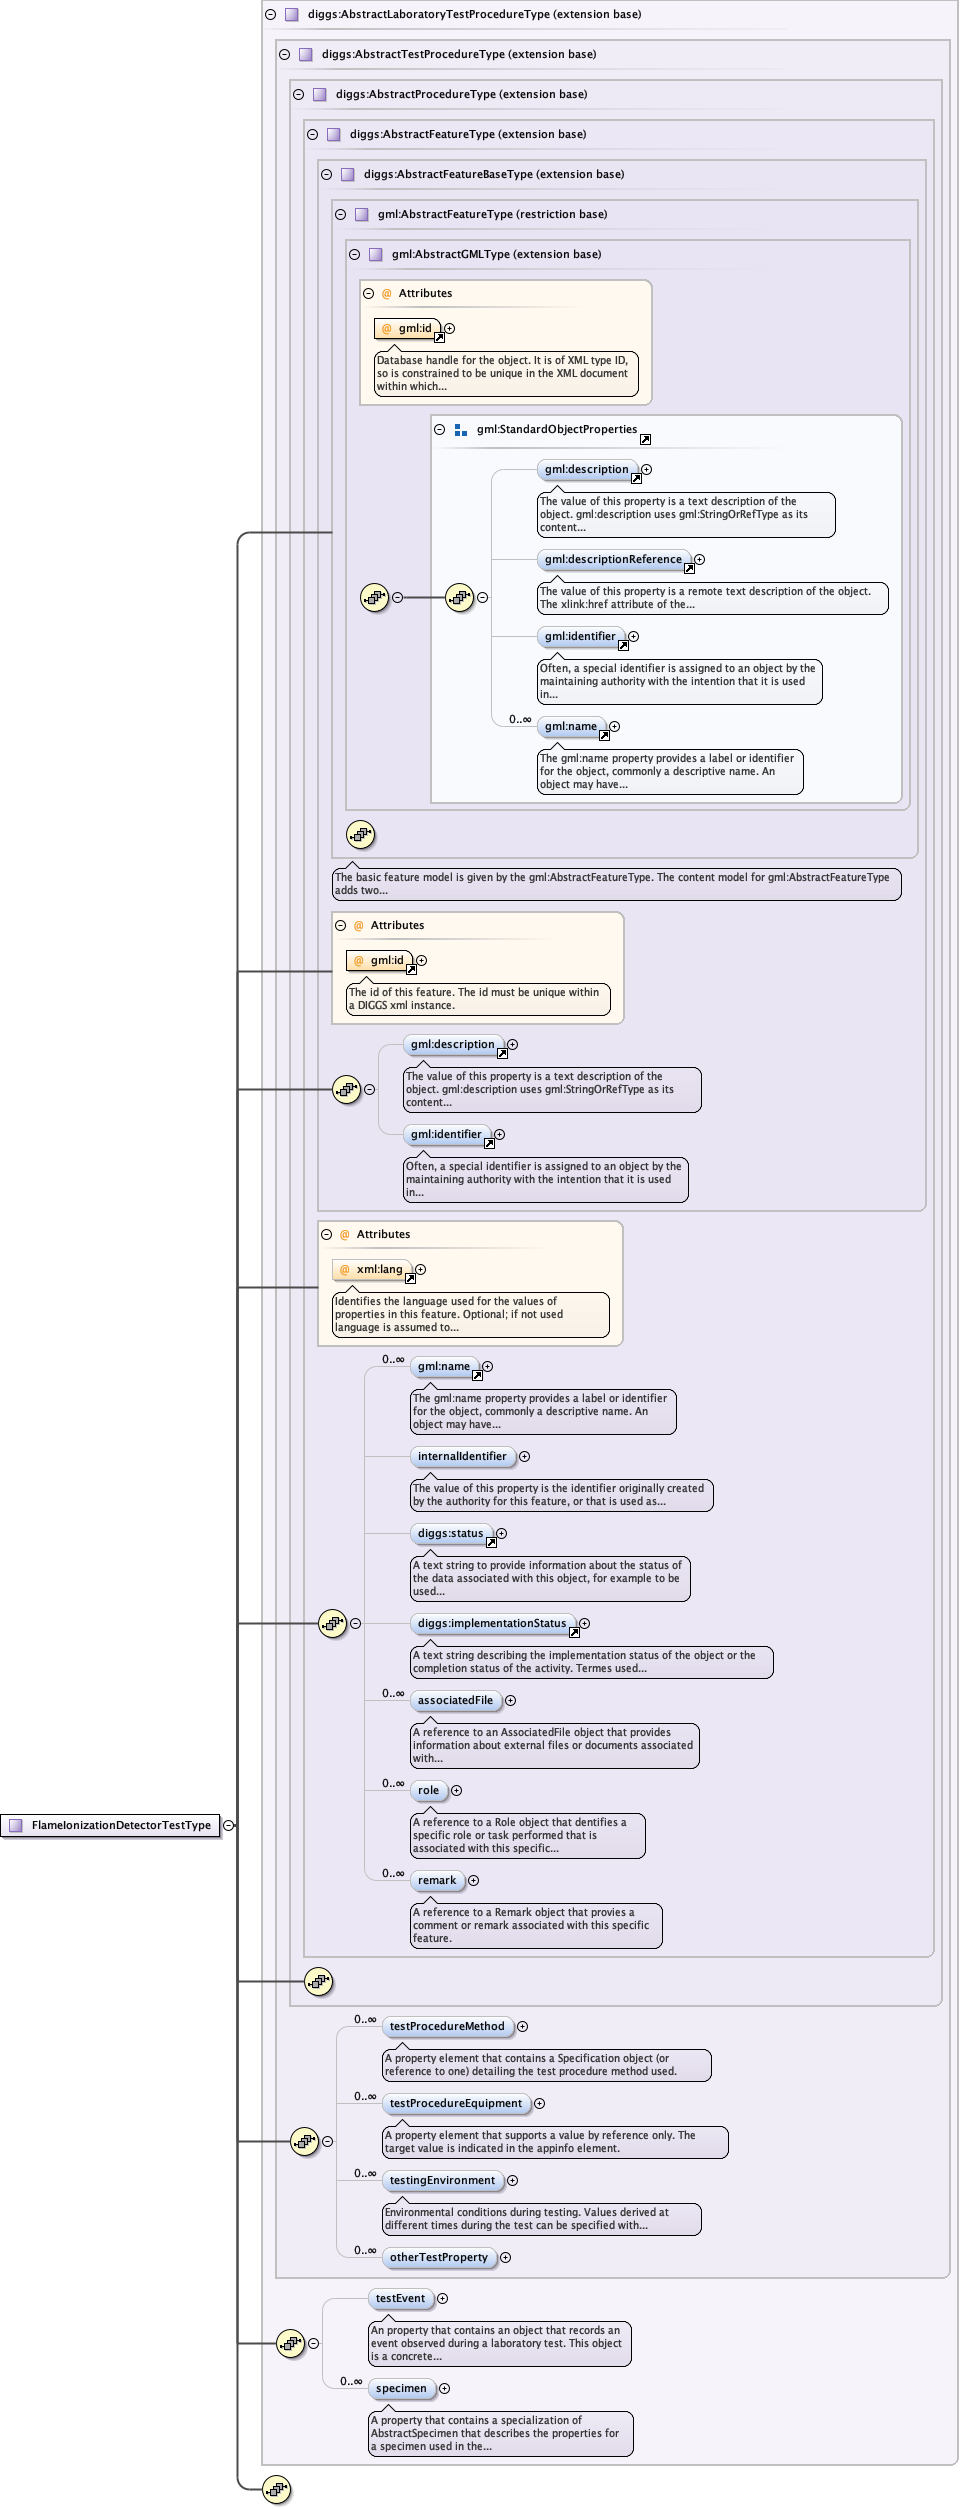 diggs:AbstractLaboratoryTestProcedureType (extension base)
diggs:AbstractTestProcedureType (extension base)
diggs:AbstractProcedureType (extension base)
diggs:AbstractFeatureType (extension base)
diggs:AbstractFeatureBaseType (extension base)
gml:AbstractFeatureType (restriction base)
gml:AbstractGMLType (extension base)
@ Attributes
@ gml:id
Database handle for the object. It is of XML type ID,
so is constrained to be unique in the XML document
within which...
gml:StandardObjectProperties
gml:description
The value of this property is a text description of the
object. gml:description uses gml:StringOrRefType as its
content...
gml:descriptionReference
The value of this property is a remote text description of the object.
The xlink:href attribute of the...
gml:identifier
Often, a special identifier is assigned to an object by the
maintaining authority with the intention that it is used
in...
0..∞
gml:name
The gml:name property provides a label or identifier
for the object, commonly a descriptive name. An
object may have...
The basic feature model is given by the gml:AbstractFeatureType. The content model for gml:AbstractFeatureType
adds two...
@ Attributes
@ gml:id
The id of this feature. The id must be unique within
a DIGGS xml instance.
gml:description
The value of this property is a text description of the
object. gml:description uses gml:StringOrRefType as its
content...
gml:identifier
Often, a special identifier is assigned to an object by the
maintaining authority with the intention that it is used
in...
@ Attributes
@ xml:lang
Identifies the language used for the values of
properties in this feature. Optional; if not used
language is assumed to...
0..∞
gml:name
The gml:name property provides a label or identifier
for the object, commonly a descriptive name. An
object may have...
internalIdentifier
The value of this property is the identifier originally created
by the authority for this feature, or that is used as...
diggs:status
A text string to provide information about the status of
the data associated with this object, for example to be
used...
diggs:implementationStatus
A text string describing the implementation status of the object or the
completion status of the activity. Termes used...
0..∞
associatedFile
A reference to an AssociatedFile object that provides
information about external files or documents associated
with...
0..∞
role
A reference to a Role object that dentifies a
specific role or task performed that is
associated with this specific...
FlameIonizationDetectorTestType
0..∞
remark
A reference to a Remark object that provies a
comment or remark associated with this specific
feature.
0..∞
testProcedureMethod
A property element that contains a Specification object (or
reference to one) detailing the test procedure method used.
0..∞
testProcedureEquipment
A property element that supports a value by reference only. The
target value is indicated in the appinfo element.
0..∞
testingEnvironment
Environmental conditions during testing. Values derived at
different times during the test can be specified with...
0..∞
otherTestProperty
testEvent
An property that contains an object that records an
event observed during a laboratory test. This object
is a concrete...
0..∞
specimen
A property that contains a specialization of
AbstractSpecimen that describes the properties for
a specimen used in the...